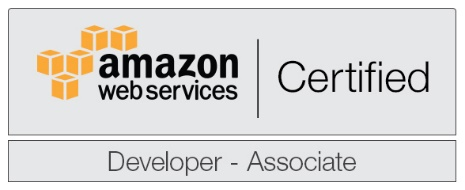 amazon
web services
Certified
Developer - Associate